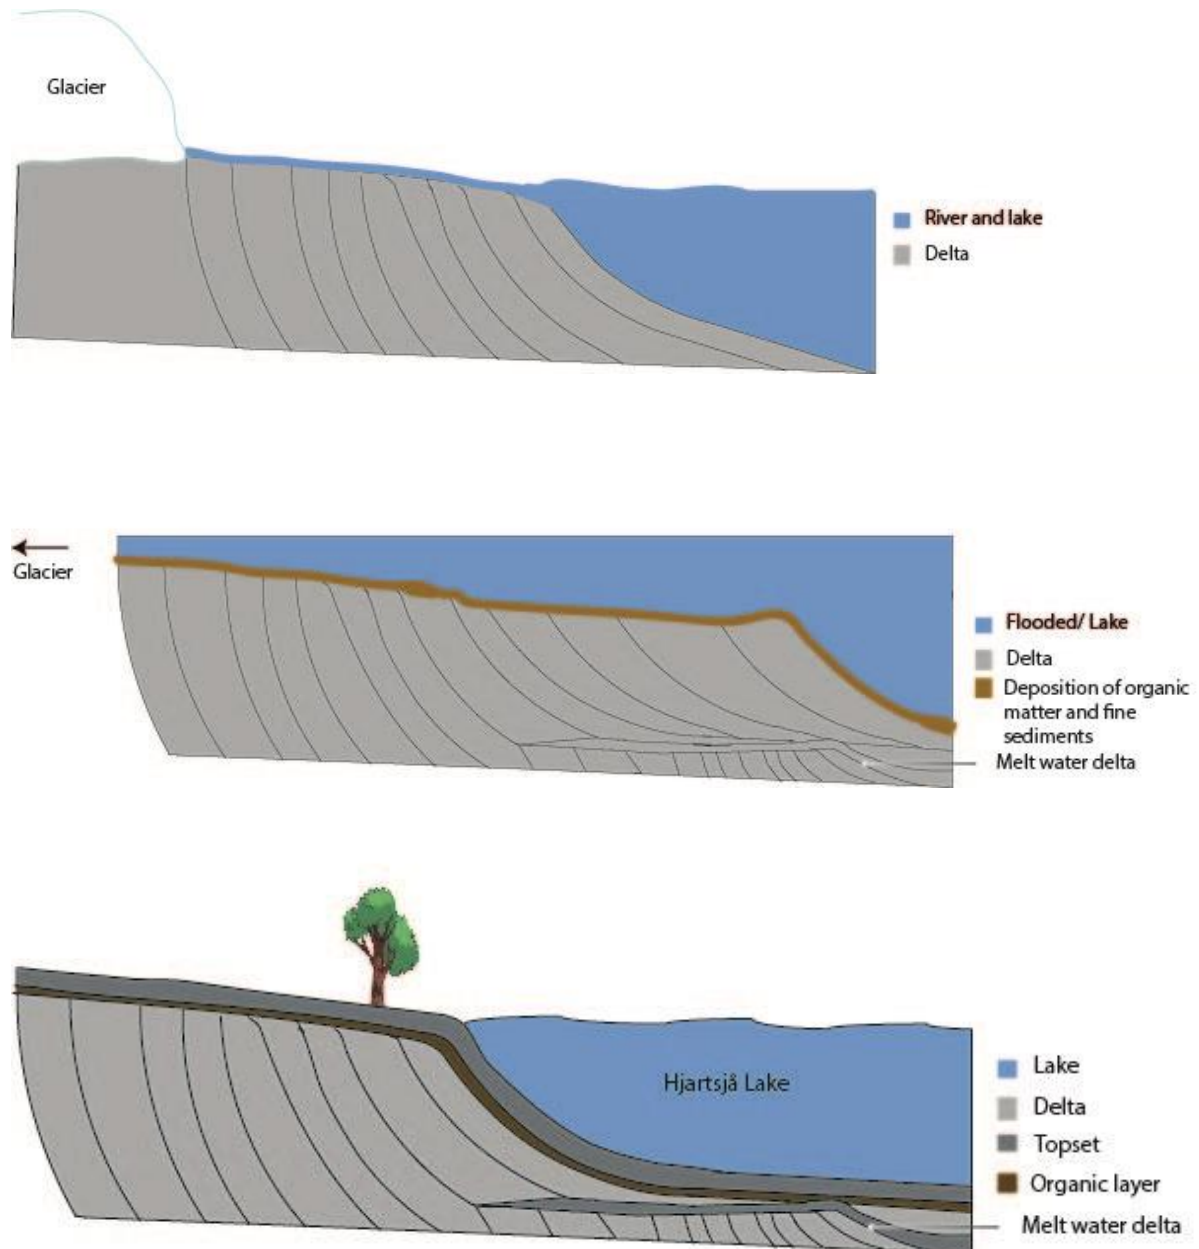 Glacier
River and lake
Delta
Glacier
Flooded/ Lake
Delta
Deposition of organic
matter and fine
sediments
Melt water delta
Hjartsjå Lake
Lake
Delta
Topset
Organic layer
Melt water delta